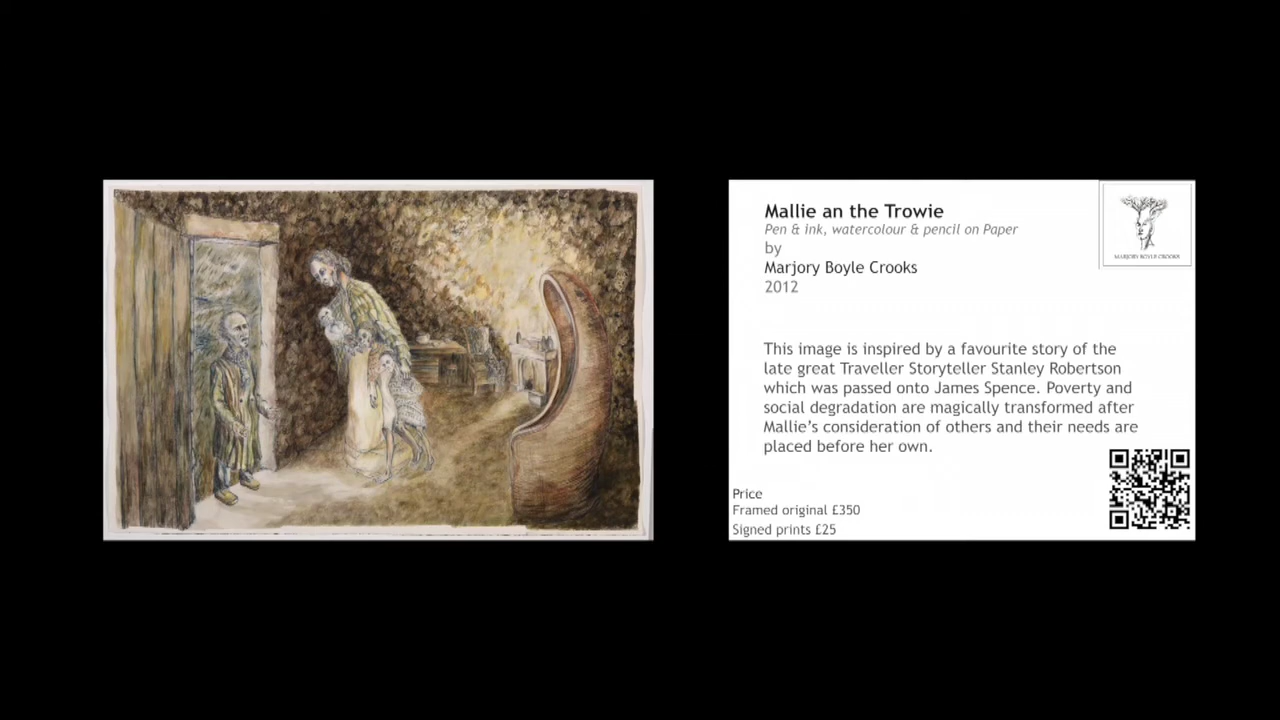 Mallie an the Trowie
Pen & ink, watercolour & pencil on Paper
by
Marjory Boyle Crooks
2012
MARJORY BOYLE CROOKS
This image is inspired by a favourite story of the
late great Traveller Storyteller Stanley Robertson
which was passed onto James Spence. Poverty and
social degradation are magically transformed after
Mallie's consideration of others and their needs are
placed before her own.
Price
Framed original £350
Signed prints £25